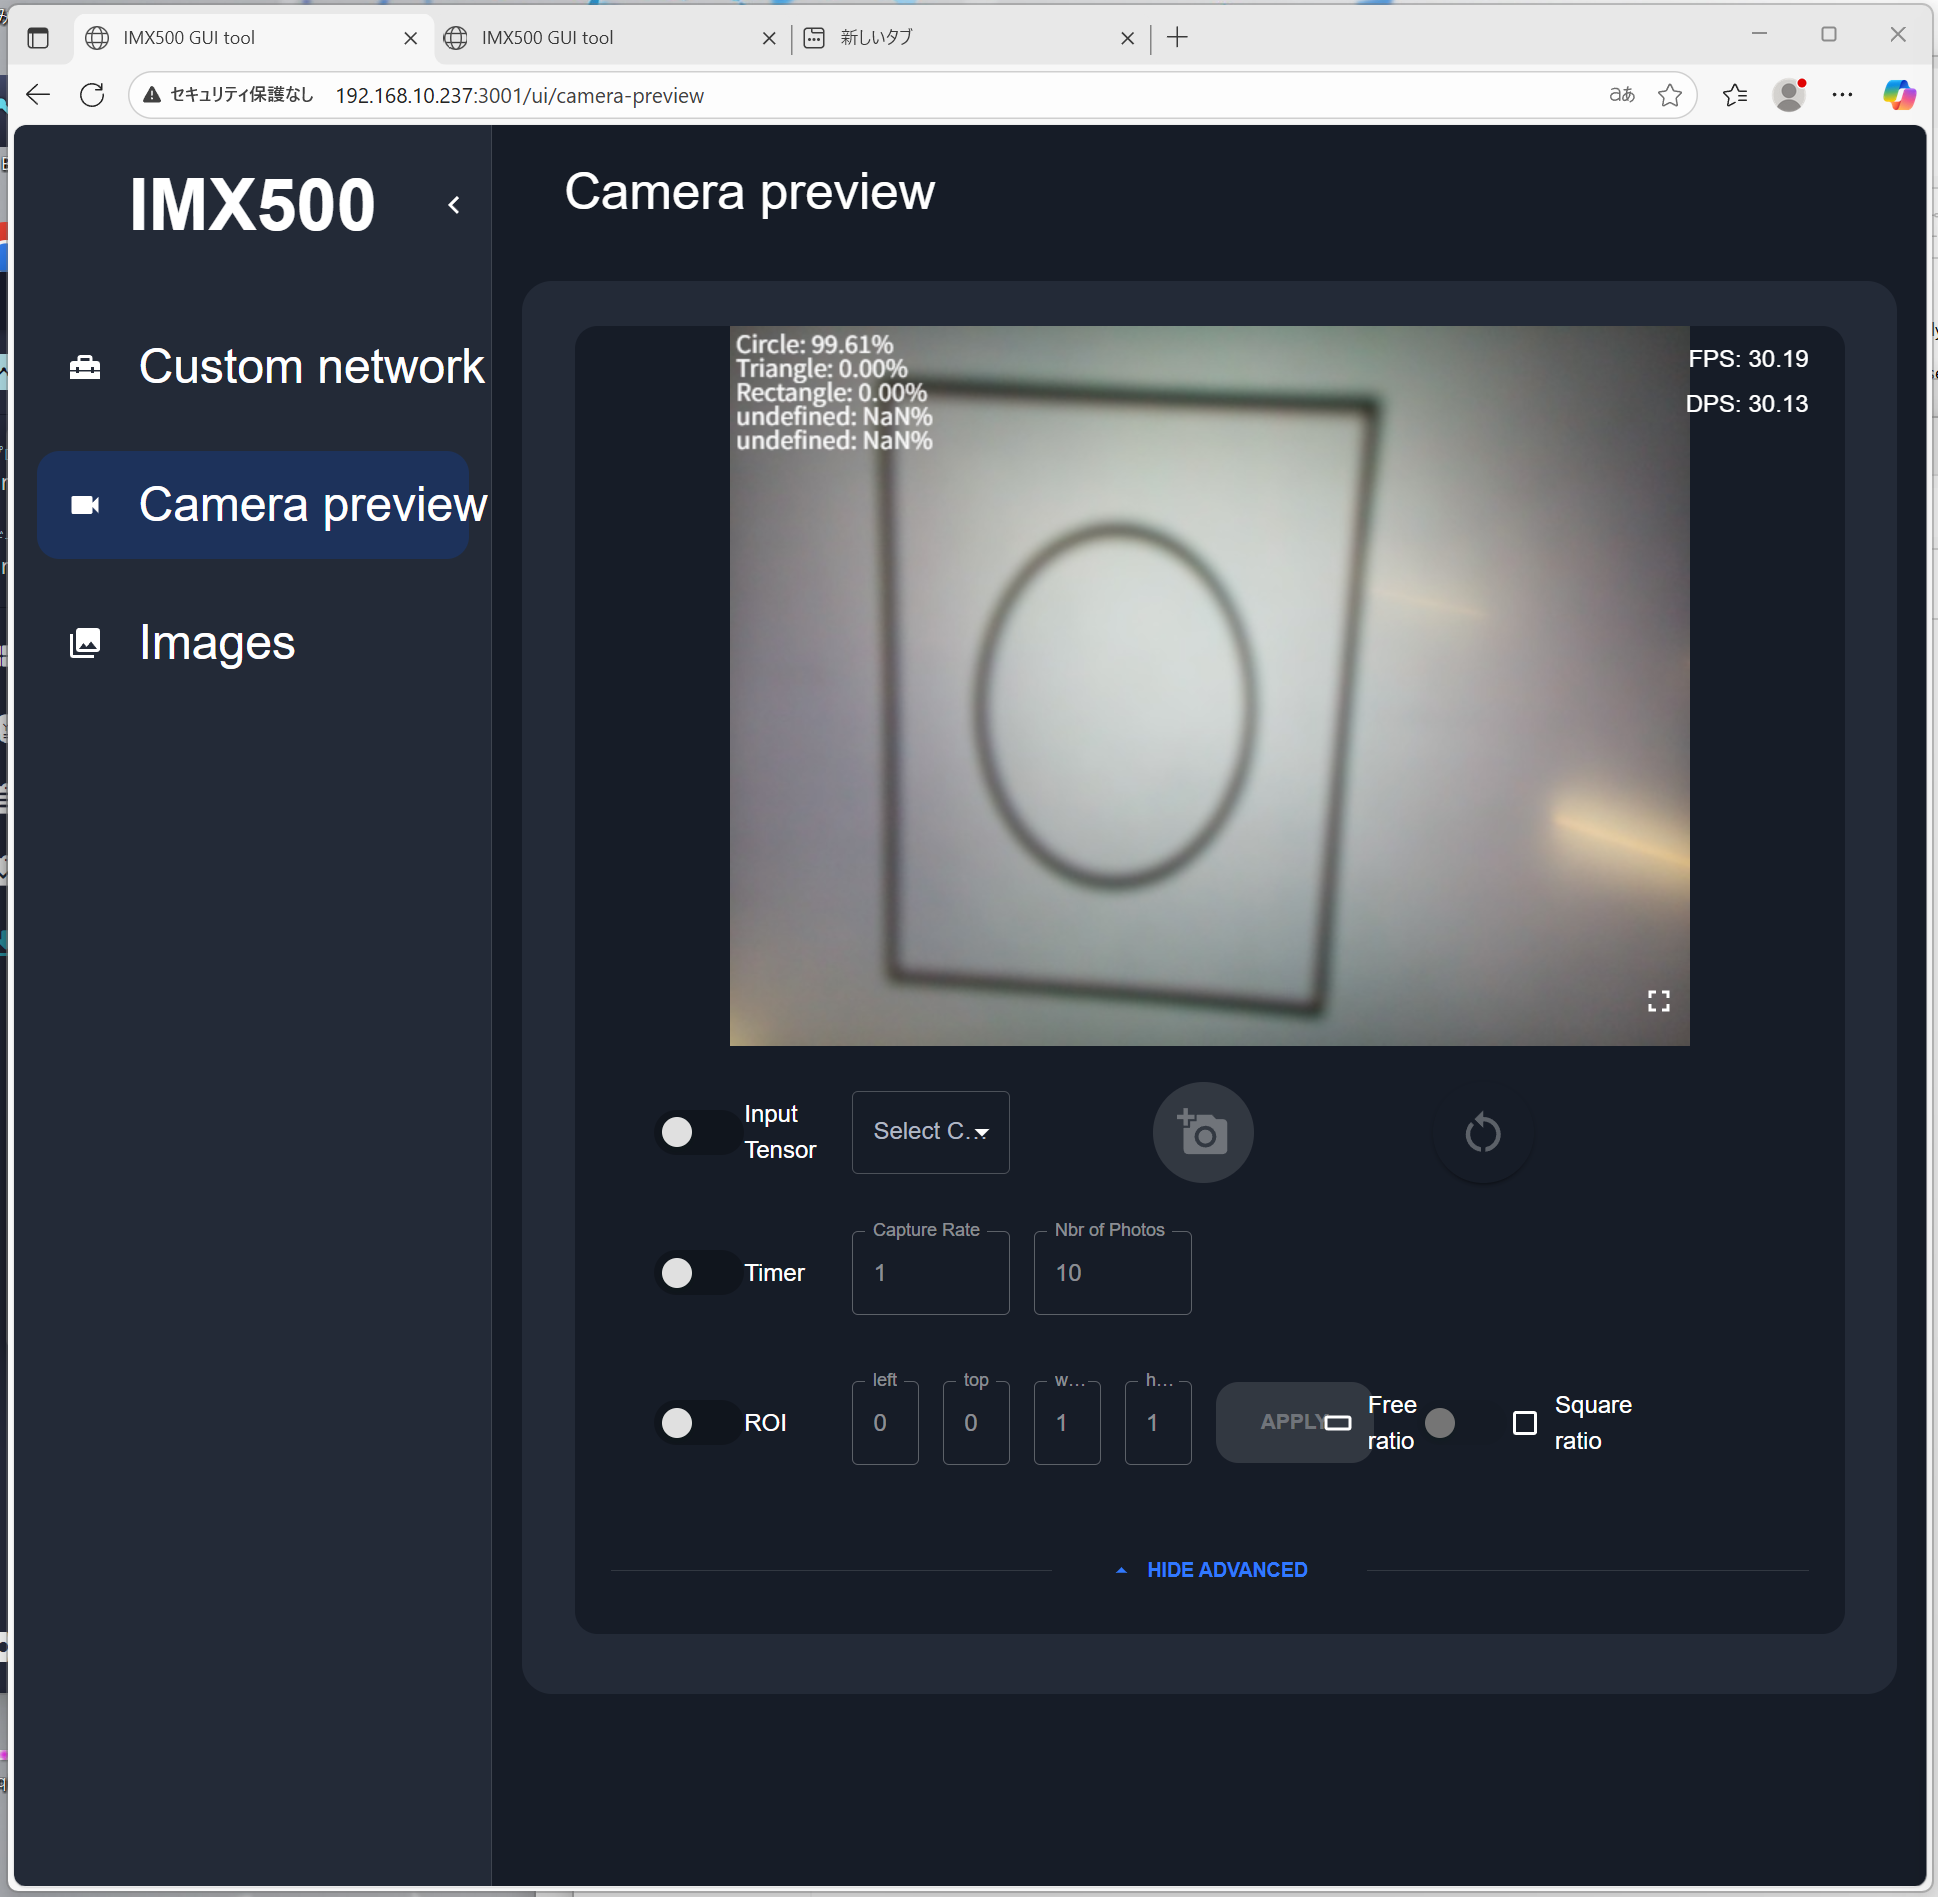 IMX500 GUI tool
IMX500 GUI tool
新しいタブ
セキュリティ保護なし
192.168.10.237:3001/ui/camera-preview
aあ
IMX500
Custom network
Camera preview
Images
Camera preview
Circle: 99.61%
Triangle: 0.00%
Rectangle: 0.00%
undefined: NaN%
undefined: NaN%
FPS: 30.19
DPS: 30.13
Input
Tensor
Select C...
Timer
Capture Rate
1
Nbr of Photos
10
ROI
left
0
top
0
w...
1
h...
1
APPLY
Free
ratio
Square
ratio
HIDE ADVANCED